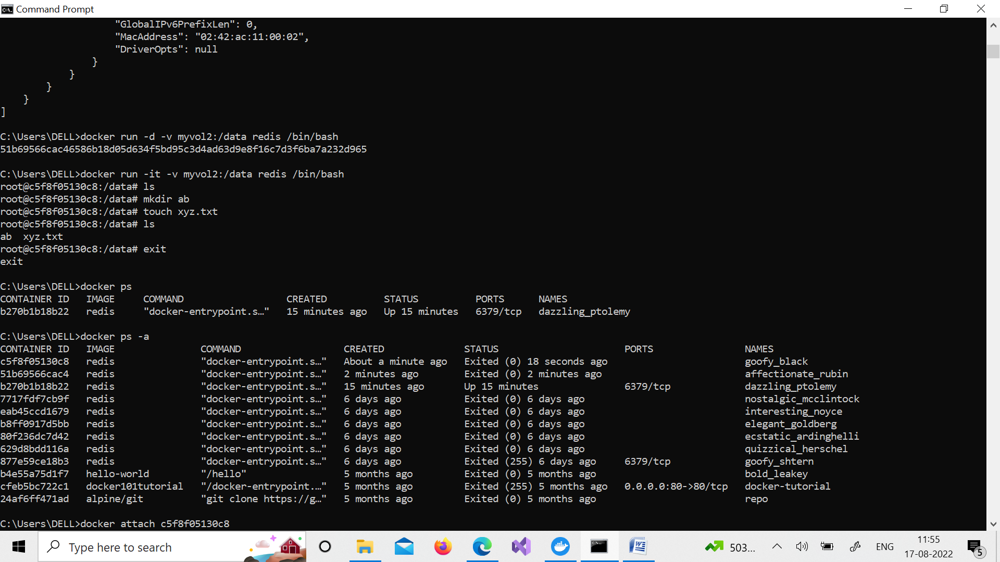 Command Prompt
"GlobalIPv6PrefixLen": 0,
"MacAddress": "02:42:ac:11:00:02",
"DriverOpts": null
}
}
}
}
]
C:\Users\DELL>docker run -d -v myvol2:/data redis /bin/bash
51b69566cac46586b18d05d634f5bd95c3d4ad63d9e8f16c7d3f6ba7a232d965
C:\Users\DELL>docker run -it -v myvol2:/data redis /bin/bash
root@c5f8f05130c8:/data# ls
root@c5f8f05130c8:/data# mkdir ab
root@c5f8f05130c8:/data# touch xyz.txt
root@c5f8f05130c8:/data# ls
ab  xyz.txt
root@c5f8f05130c8:/data# exit
exit
C:\Users\DELL>docker ps
CONTAINER ID   IMAGE     COMMAND                  CREATED          STATUS          PORTS      NAMES
b270b1b18b22   redis     "docker-entrypoint.s…"   15 minutes ago   Up 15 minutes   6379/tcp   dazzling_ptolemy
C:\Users\DELL>docker ps -a
CONTAINER ID   IMAGE               COMMAND                  CREATED              STATUS                      PORTS                NAMES
c5f8f05130c8   redis               "docker-entrypoint.s…"   About a minute ago   Exited (0) 18 seconds ago                        goofy_black
51b69566cac4   redis               "docker-entrypoint.s…"   2 minutes ago        Exited (0) 2 minutes ago                         affectionate_rubin
b270b1b18b22   redis               "docker-entrypoint.s…"   15 minutes ago       Up 15 minutes               6379/tcp             dazzling_ptolemy
7717fdf7cb9f   redis               "docker-entrypoint.s…"   6 days ago           Exited (0) 6 days ago                            nostalgic_mcclintock
eab45ccd1679   redis               "docker-entrypoint.s…"   6 days ago           Exited (0) 6 days ago                            interesting_noyce
b8ff0917d5bb   redis               "docker-entrypoint.s…"   6 days ago           Exited (0) 6 days ago                            elegant_goldberg
80f236dc7d42   redis               "docker-entrypoint.s…"   6 days ago           Exited (0) 6 days ago                            ecstatic_ardinghelli
629d8bdd116a   redis               "docker-entrypoint.s…"   6 days ago           Exited (0) 6 days ago                            quizzical_herschel
877e59ce18b3   redis               "docker-entrypoint.s…"   6 days ago           Exited (255) 6 days ago     6379/tcp             goofy_shtern
b4e55a75d1f7   hello-world         "/hello"                 5 months ago         Exited (0) 5 months ago                          bold_leakey
cfeb5bc722c1   docker101tutorial   "/docker-entrypoint.…"   5 months ago         Exited (255) 5 months ago   0.0.0.0:80->80/tcp   docker-tutorial
24af6ff471ad   alpine/git          "git clone https://g…"   5 months ago         Exited (0) 5 months ago                          repo
C:\Users\DELL>docker attach c5f8f05130c8
Type here to search
503...
ENG
11:55
17-08-2022
5